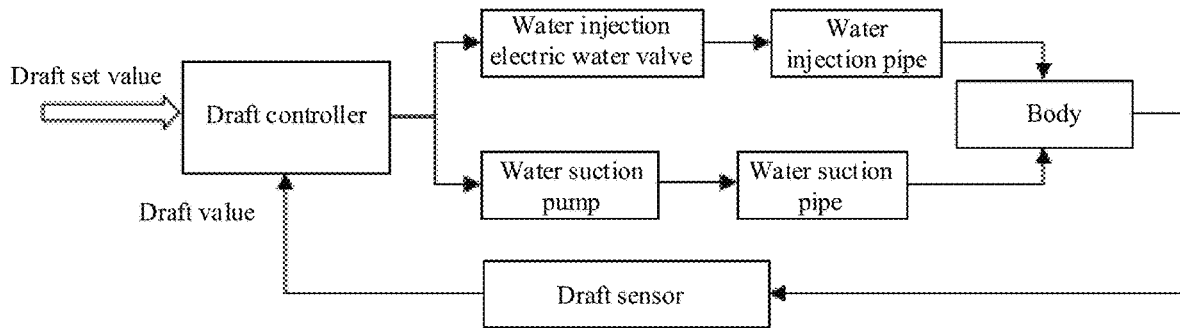 Draft set value
Draft controller
Draft value
Water injection
electric water valve
Water
injection pipe
Body
Water suction
pump
Water suction
pipe
Draft sensor